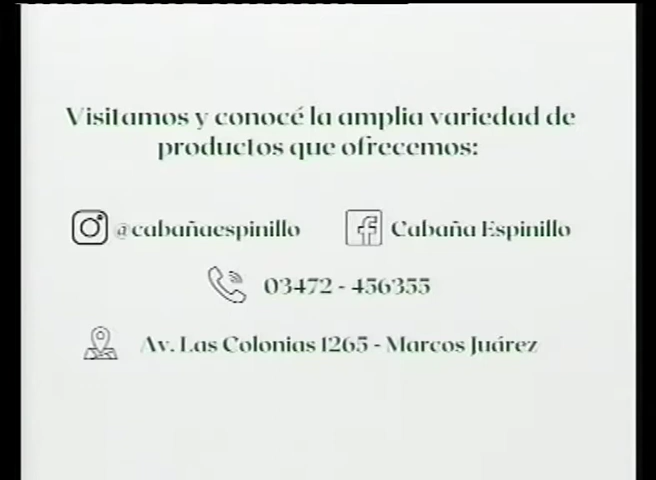 Visitamos y conocé la amplia variedad de
productos que ofrecemos:
@cabañaespinillo
Cabaña Espinillo
03472 - 456355
Av. Las Colonias 1265 - Marcos Juárez